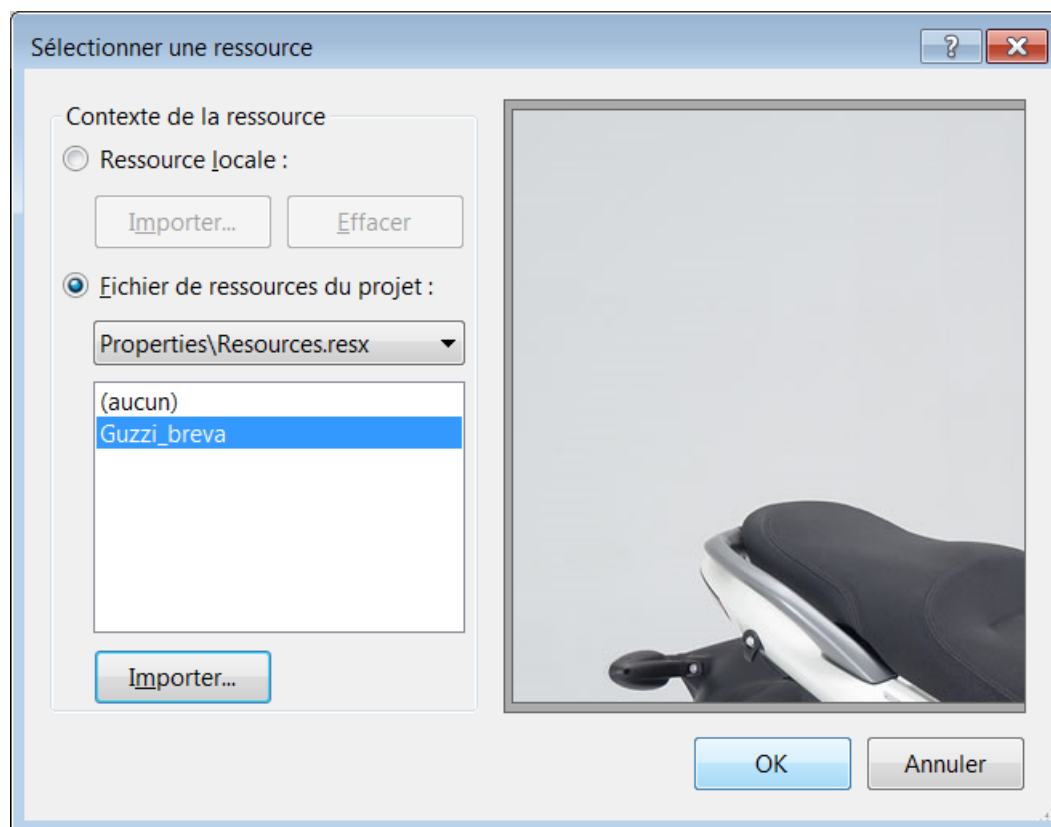 Sélectionner une ressource
?
Contexte de la ressource
Ressource locale :
Importer... Effacer
Fichier de ressources du projet :
Properties\Resources.resx
(aucun)
Guzzi_breva
Importer...
OK Annuler